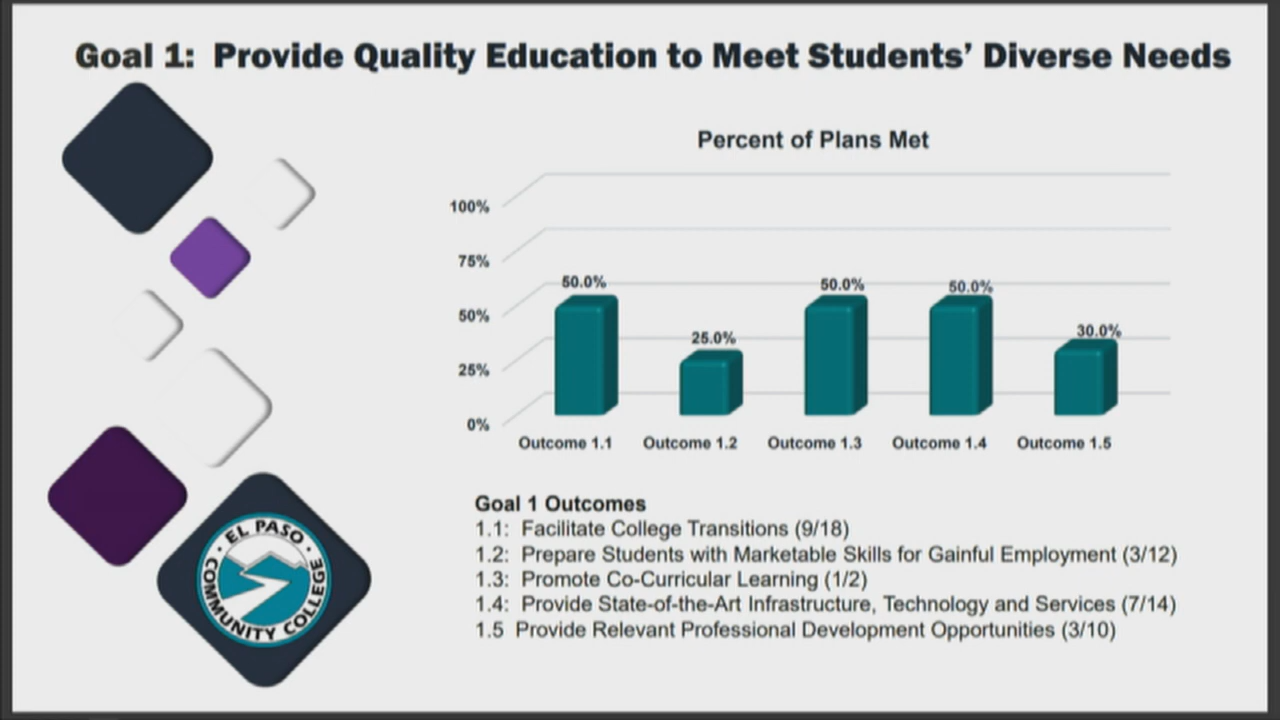 Goal 1: Provide Quality Education to Meet Students' Diverse Needs
Percent of Plans Met
100%
75%
50%
25%
0%
50.0%
25.0%
50.0%
50.0%
30.0%
Outcome 1.1
Outcome 1.2
Outcome 1.3
Outcome 1.4
Outcome 1.5
Goal 1 Outcomes
1.1: Facilitate College Transitions (9/18)
1.2: Prepare Students with Marketable Skills for Gainful Employment (3/12)
1.3: Promote Co-Curricular Learning (1/2)
1.4: Provide State-of-the-Art Infrastructure, Technology and Services (7/14)
1.5 Provide Relevant Professional Development Opportunities (3/10)
· EL PASO ·
COMMUNITY COLLEGE